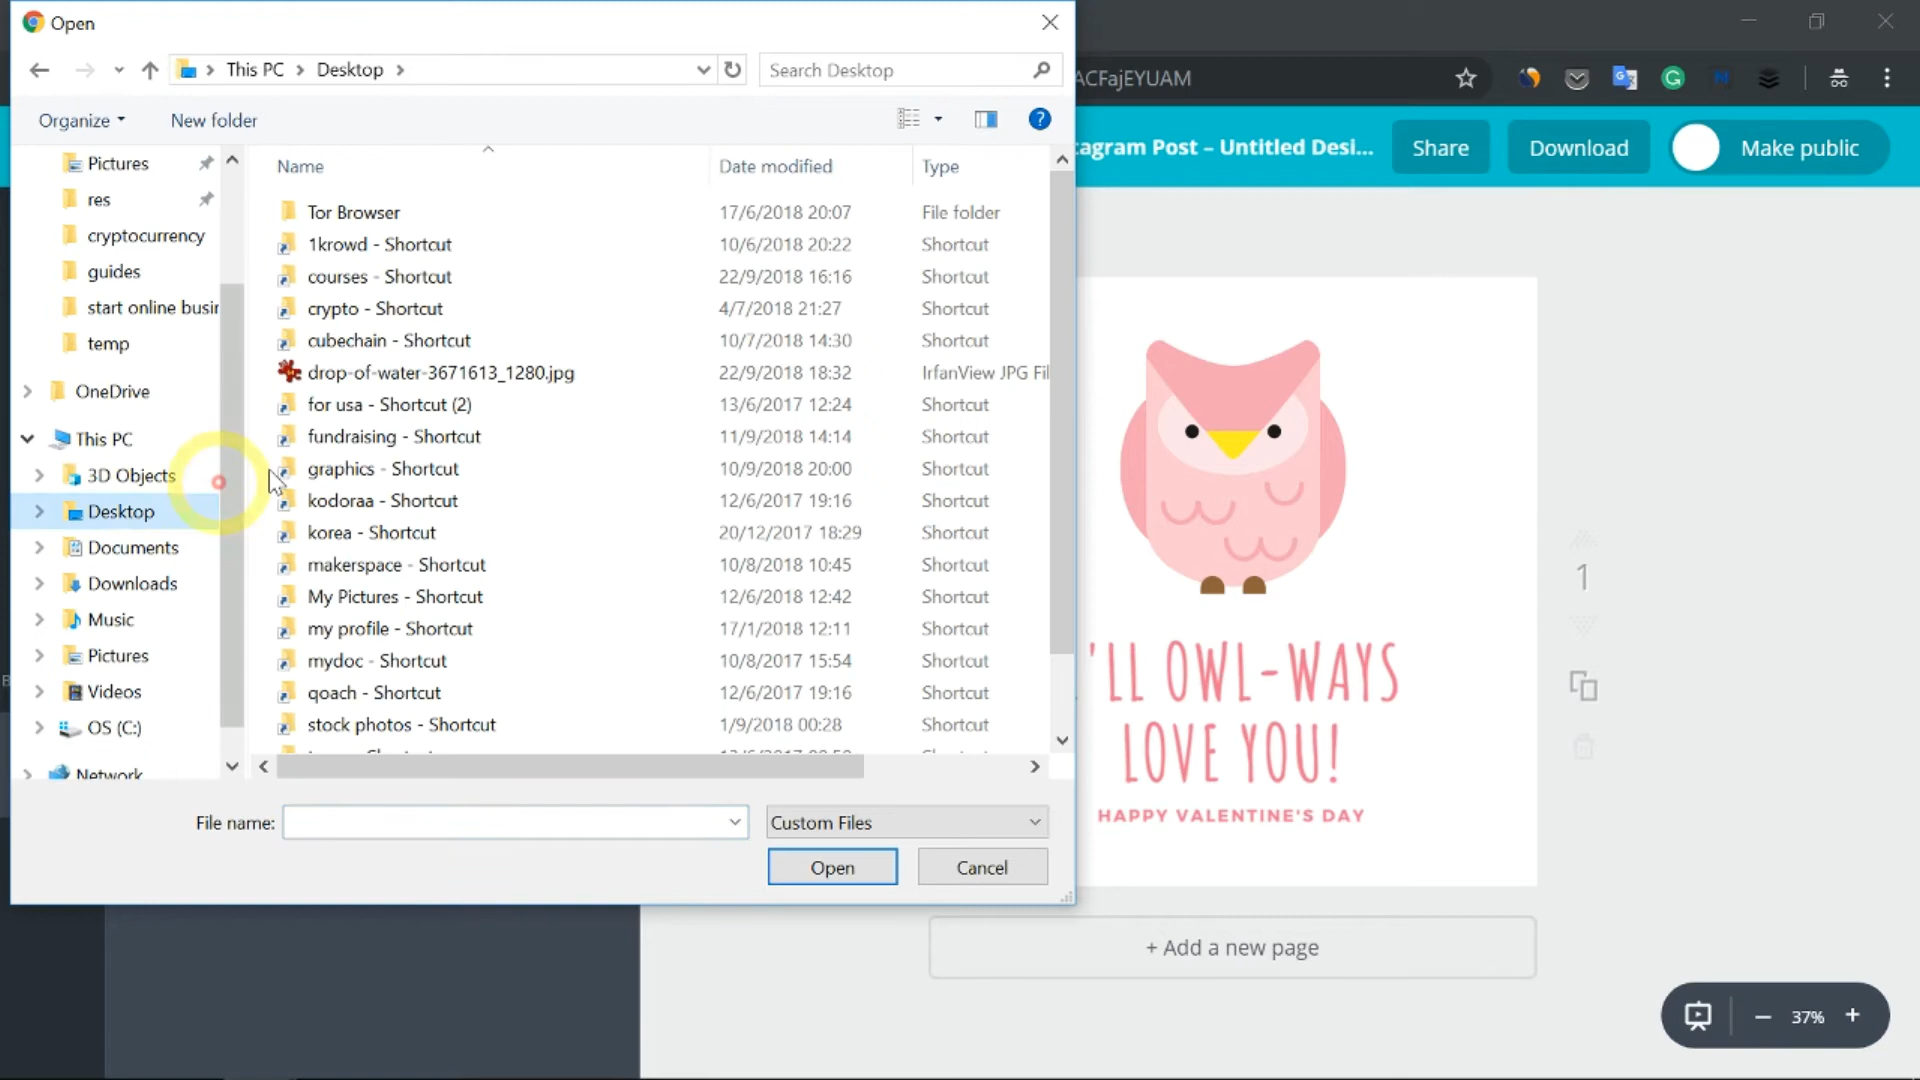 Open
This PC
Desktop
Search Desktop
ACFajEYUAM
Organize
New folder
tagram Post – Untitled Desi...
Share
Download
Make public
Pictures
res
cryptocurrency
guides
start online busin
temp
OneDrive
This PC
3D Objects
Desktop
Documents
Downloads
Music
Pictures
Videos
OS (C:)
Network
Name Date modified Type
Tor Browser 17/6/2018 20:07 File folder
1krowd - Shortcut 10/6/2018 20:22 Shortcut
courses - Shortcut 22/9/2018 16:16 Shortcut
crypto - Shortcut 4/7/2018 21:27 Shortcut
cubechain - Shortcut 10/7/2018 14:30 Shortcut
drop-of-water-3671613_1280.jpg 22/9/2018 18:32 IrfanView JPG Fil
for usa - Shortcut (2) 13/6/2017 12:24 Shortcut
fundraising - Shortcut 11/9/2018 14:14 Shortcut
graphics - Shortcut 10/9/2018 20:00 Shortcut
kodoraa - Shortcut 12/6/2017 19:16 Shortcut
korea - Shortcut 20/12/2017 18:29 Shortcut
makerspace - Shortcut 10/8/2018 10:45 Shortcut
My Pictures - Shortcut 12/6/2018 12:42 Shortcut
my profile - Shortcut 17/1/2018 12:11 Shortcut
mydoc - Shortcut 10/8/2017 15:54 Shortcut
qoach - Shortcut 12/6/2017 19:16 Shortcut
stock photos - Shortcut 1/9/2018 00:28 Shortcut
File name:
Custom Files
Open
Cancel
'LL OWL-WAYS
LOVE YOU!
HAPPY VALENTINE'S DAY
1
+ Add a new page
37%